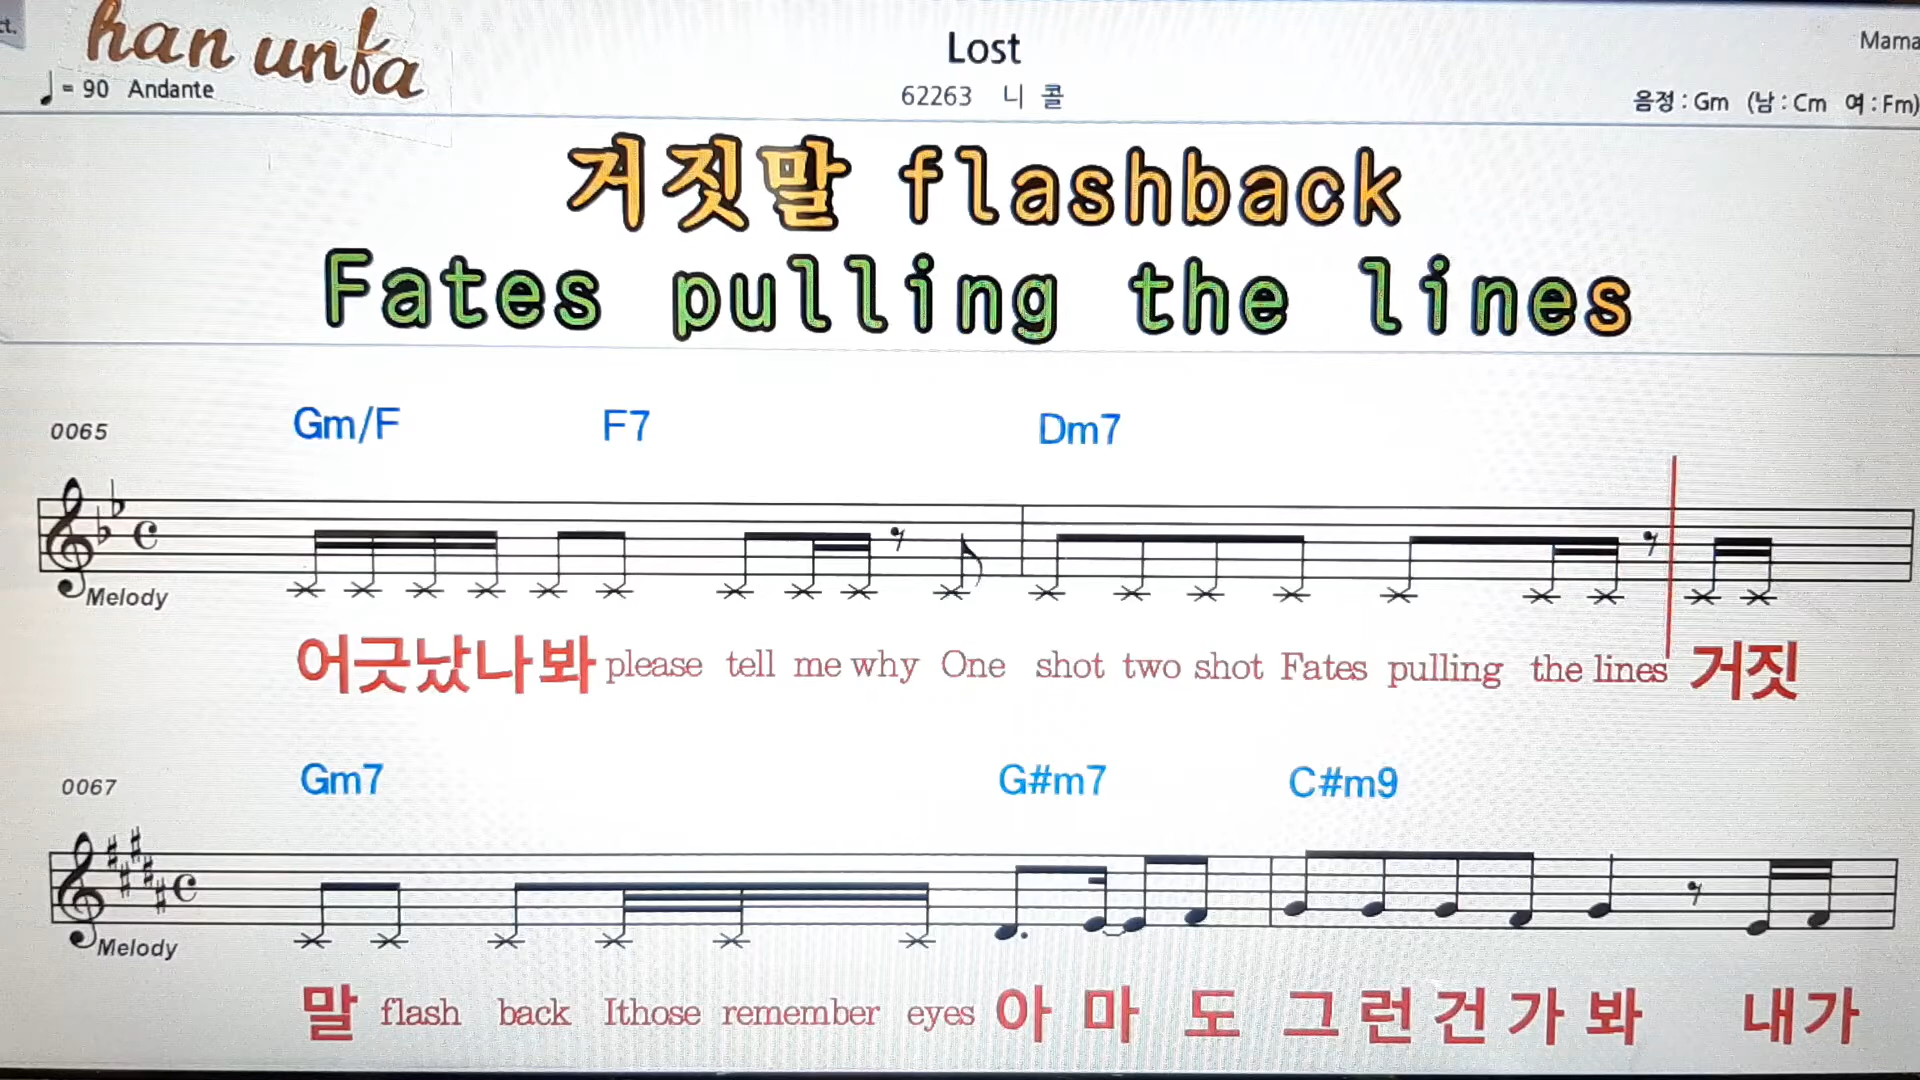 ct.
han unfa
Lost
Mama
= 90 Andante
62263 니 콜
음정 : Gm (남 : Cm 여 : Fm)
거짓말 flashback
Fates pulling the lines
0065
Gm/F F7 Dm7
Melody
어긋났나봐 please tell me why One shot two shot Fates pulling the lines 거짓
0067
Gm7 G#m7 C#m9
Melody
말 flash back Ithose remember eyes 아 마 도 그 런 건 가 봐 내가